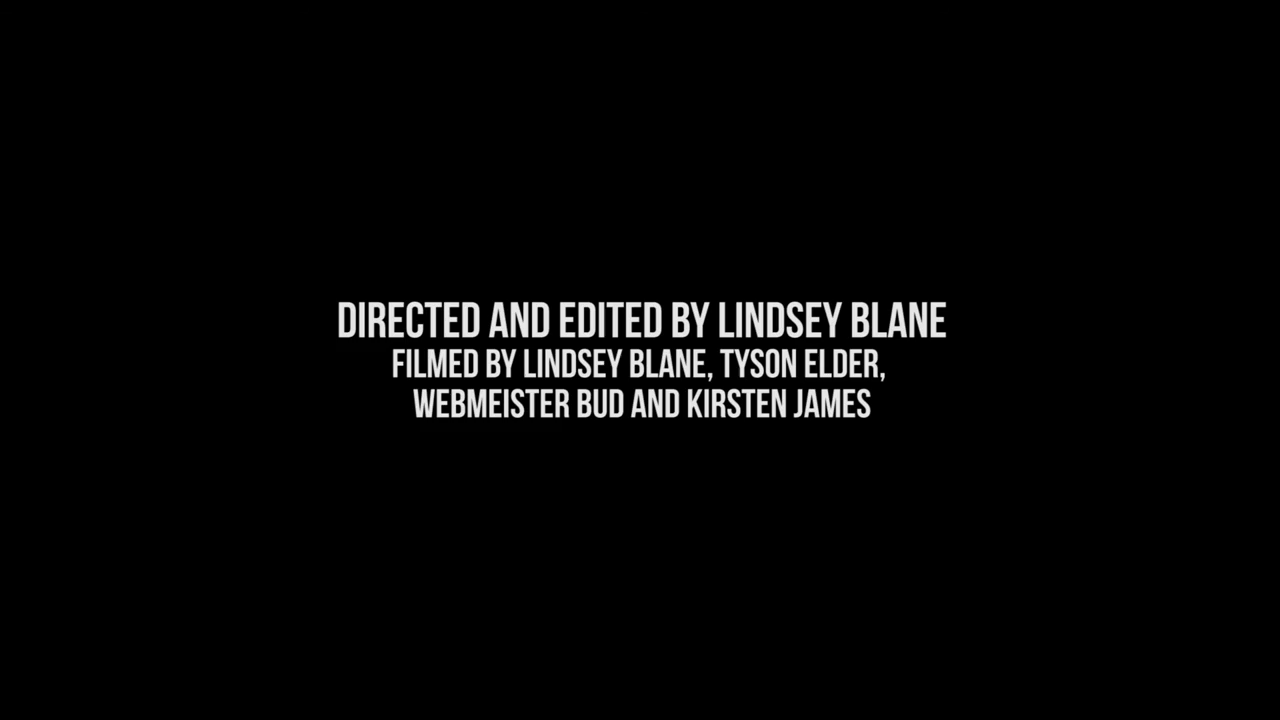 DIRECTED AND EDITED BY LINDSEY BLANE
FILMED BY LINDSEY BLANE, TYSON ELDER,
WEBMEISTER BUD AND KIRSTEN JAMES